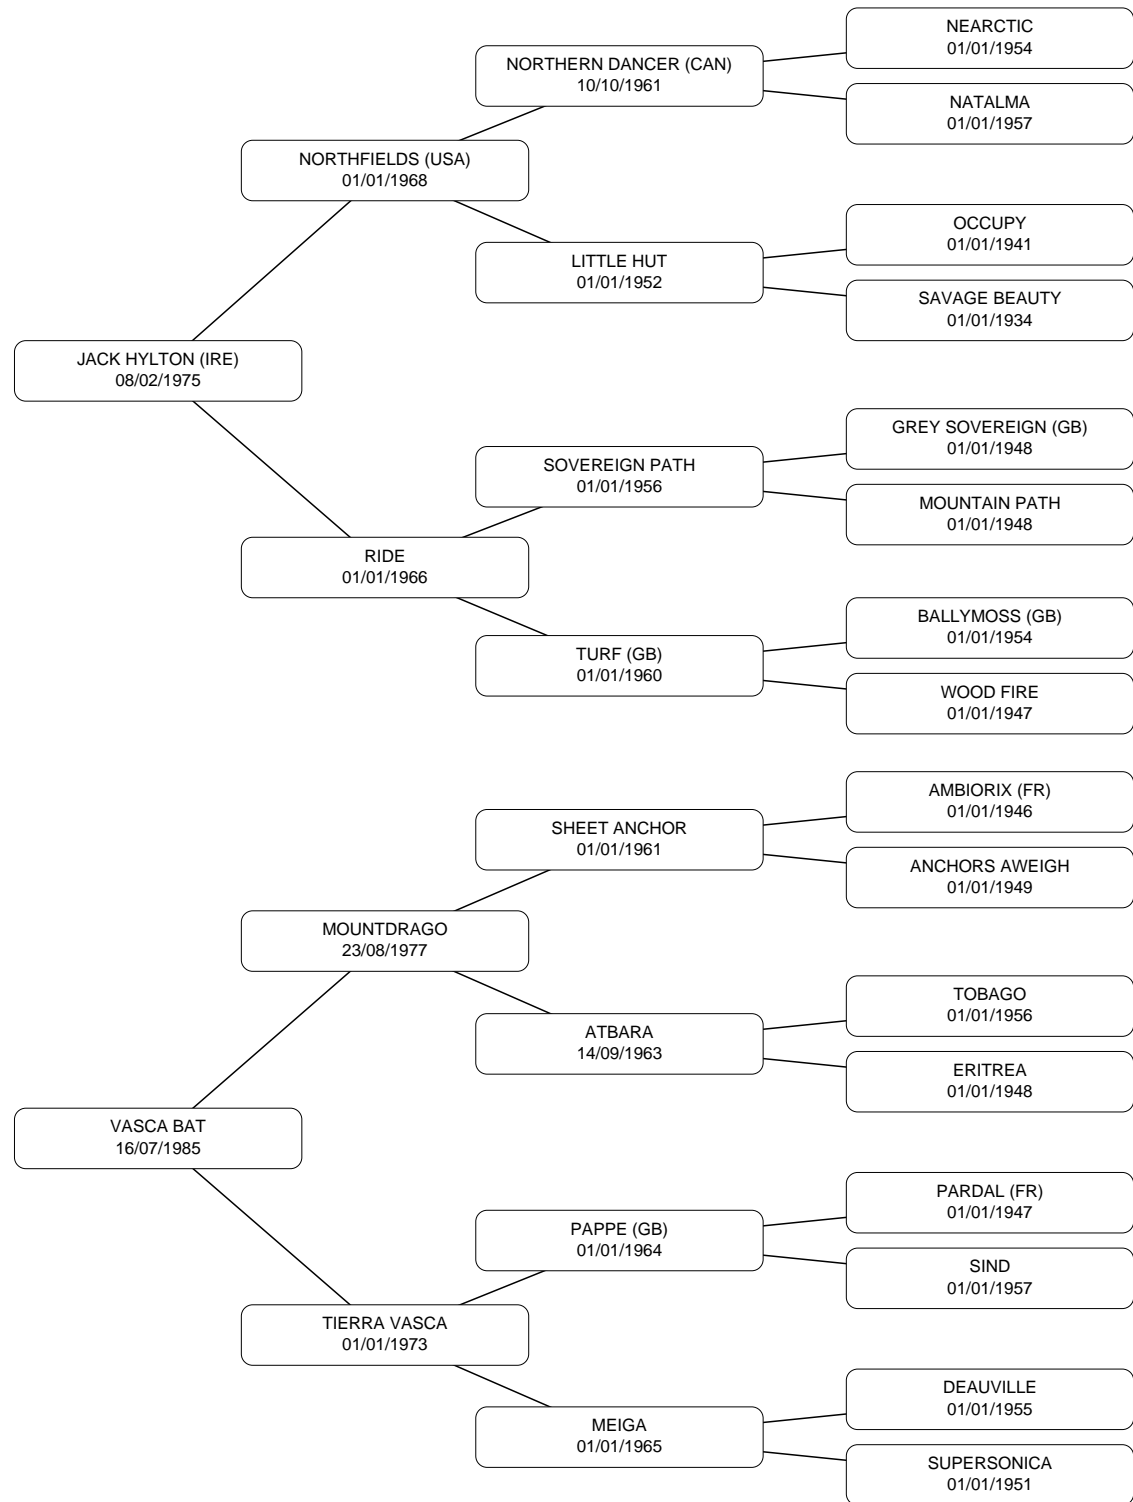 NEARCTIC
01/01/1954
NORTHERN DANCER (CAN)
10/10/1961
NATALMA
01/01/1957
NORTHFIELDS (USA)
01/01/1968
OCCUPY
01/01/1941
LITTLE HUT
01/01/1952
SAVAGE BEAUTY
01/01/1934
JACK HYLTON (IRE)
08/02/1975
GREY SOVEREIGN (GB)
01/01/1948
SOVEREIGN PATH
01/01/1956
MOUNTAIN PATH
01/01/1948
RIDE
01/01/1966
BALLYMOSS (GB)
01/01/1954
TURF (GB)
01/01/1960
WOOD FIRE
01/01/1947
AMBIORIX (FR)
01/01/1946
SHEET ANCHOR
01/01/1961
ANCHORS AWEIGH
01/01/1949
MOUNTDRAGO
23/08/1977
TOBAGO
01/01/1956
ATBARA
14/09/1963
ERITREA
01/01/1948
VASCA BAT
16/07/1985
PARDAL (FR)
01/01/1947
PAPPE (GB)
01/01/1964
SIND
01/01/1957
TIERRA VASCA
01/01/1973
DEAUVILLE
01/01/1955
MEIGA
01/01/1965
SUPERSONICA
01/01/1951